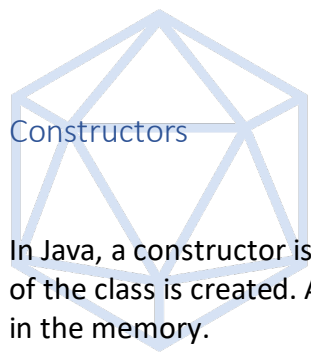 Constructors
In Java, a constructor is
of the class is created. A
in the memory.